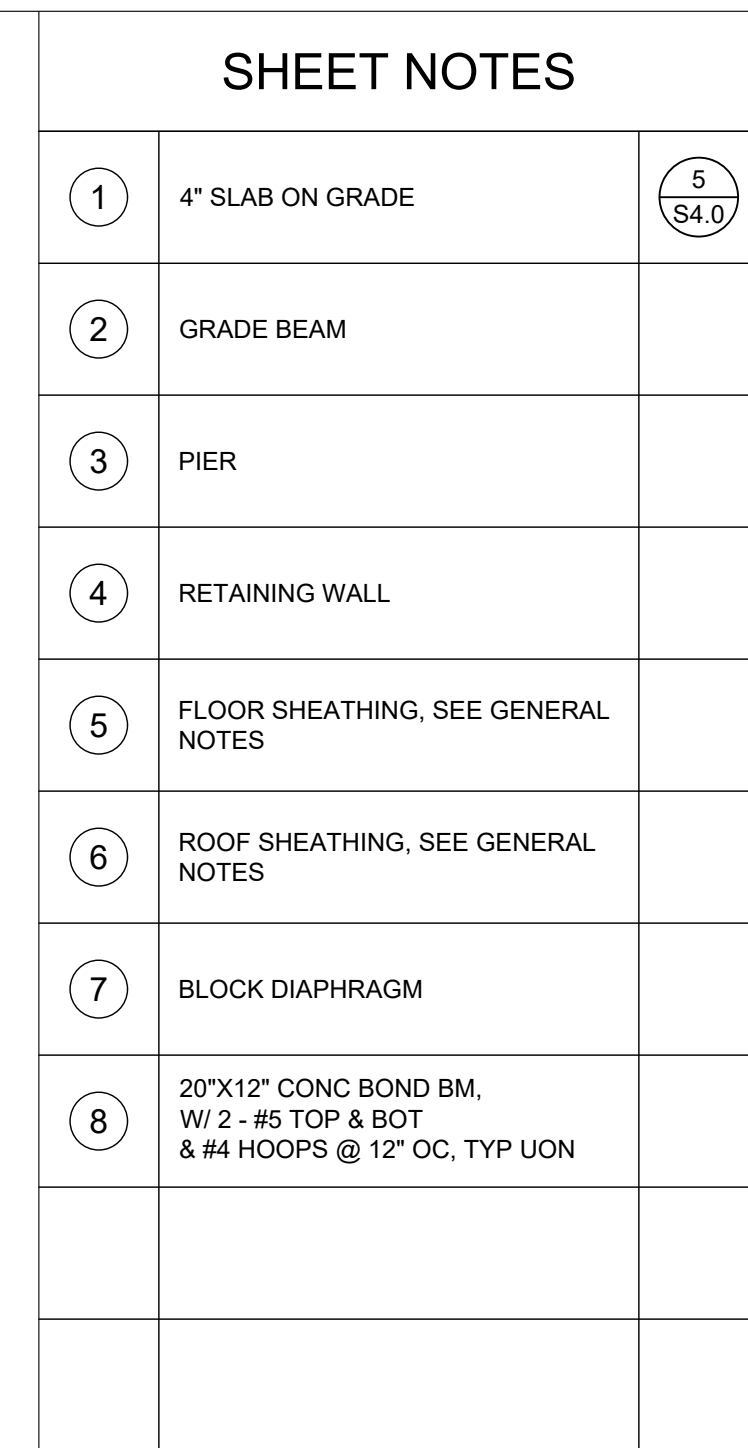 SHEET NOTES
1
4" SLAB ON GRADE
5
S4.0
2
GRADE BEAM
3
PIER
4
RETAINING WALL
5
FLOOR SHEATHING, SEE GENERAL
NOTES
6
ROOF SHEATHING, SEE GENERAL
NOTES
7
BLOCK DIAPHRAGM
8
20"X12" CONC BOND BM,
W/ 2 - #5 TOP & BOT
& #4 HOOPS @ 12" OC, TYP UON